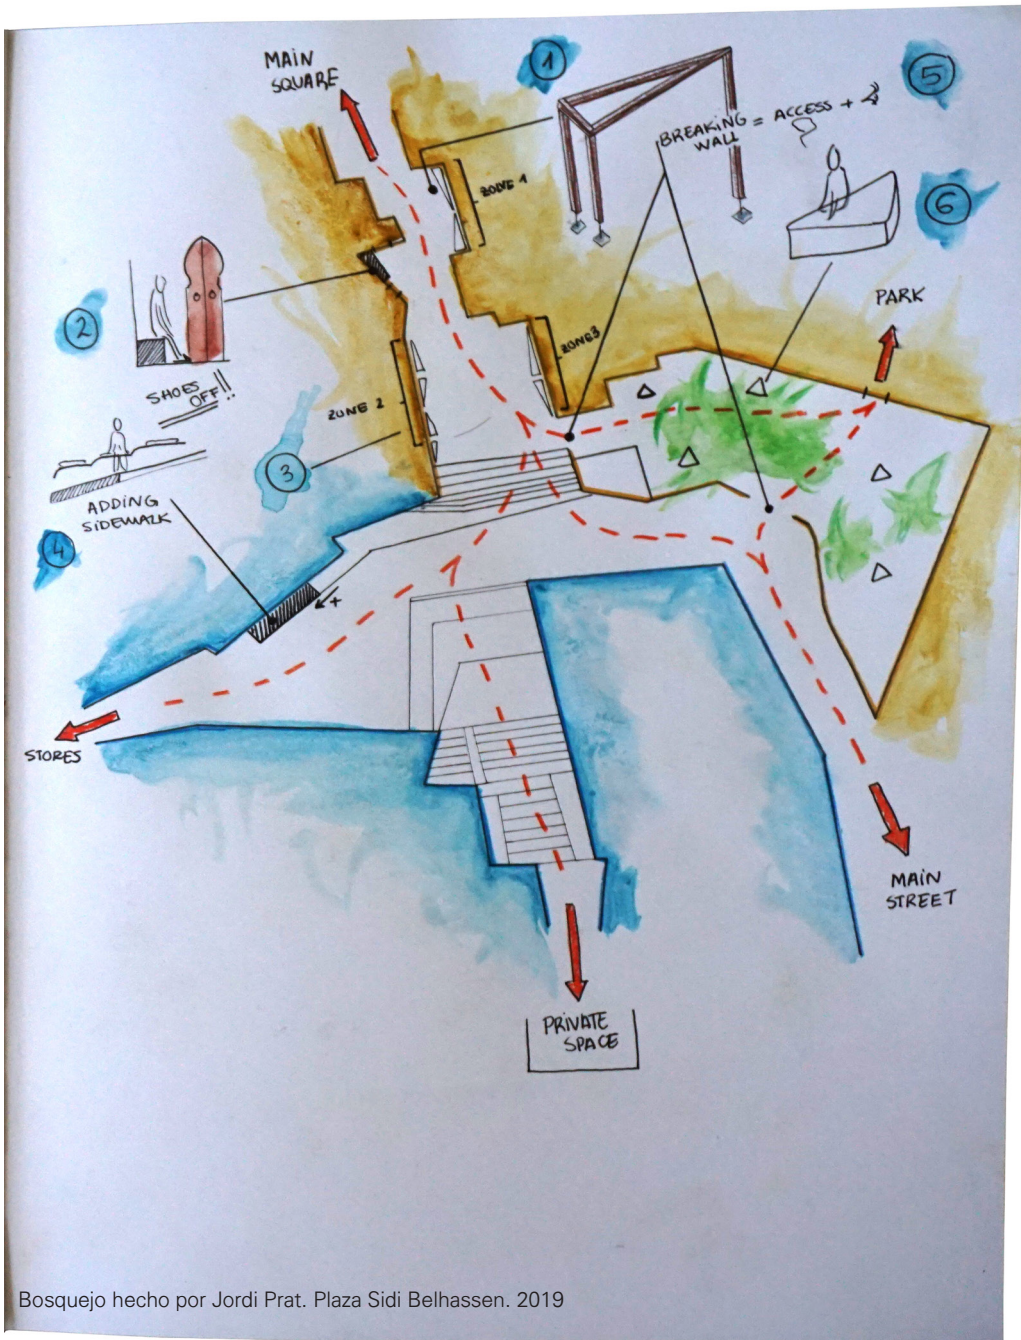 MAIN
SQUARE
1
5
BREAKING
WALL = ACCESS +
ZONE 1
6
2
PARK
SHOES
OFF!!
ZONE 3
ZONE 2
3
ADDING
SIDEWALK
4
+
STORES
MAIN
STREET
PRIVATE
SPACE
Bosquejo hecho por Jordi Prat. Plaza Sidi Belhassen. 2019